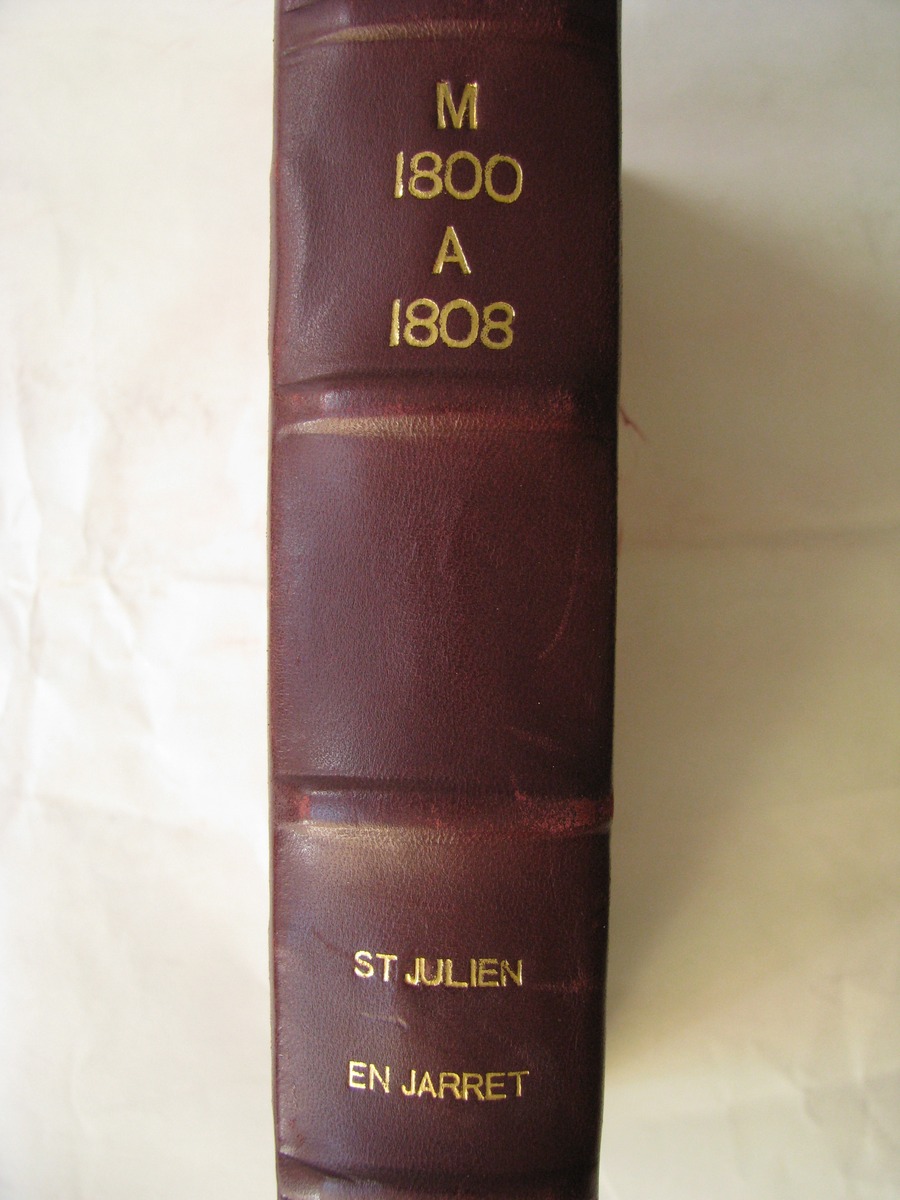 M
1800
A
1808
ST JULIEN
EN JARRET